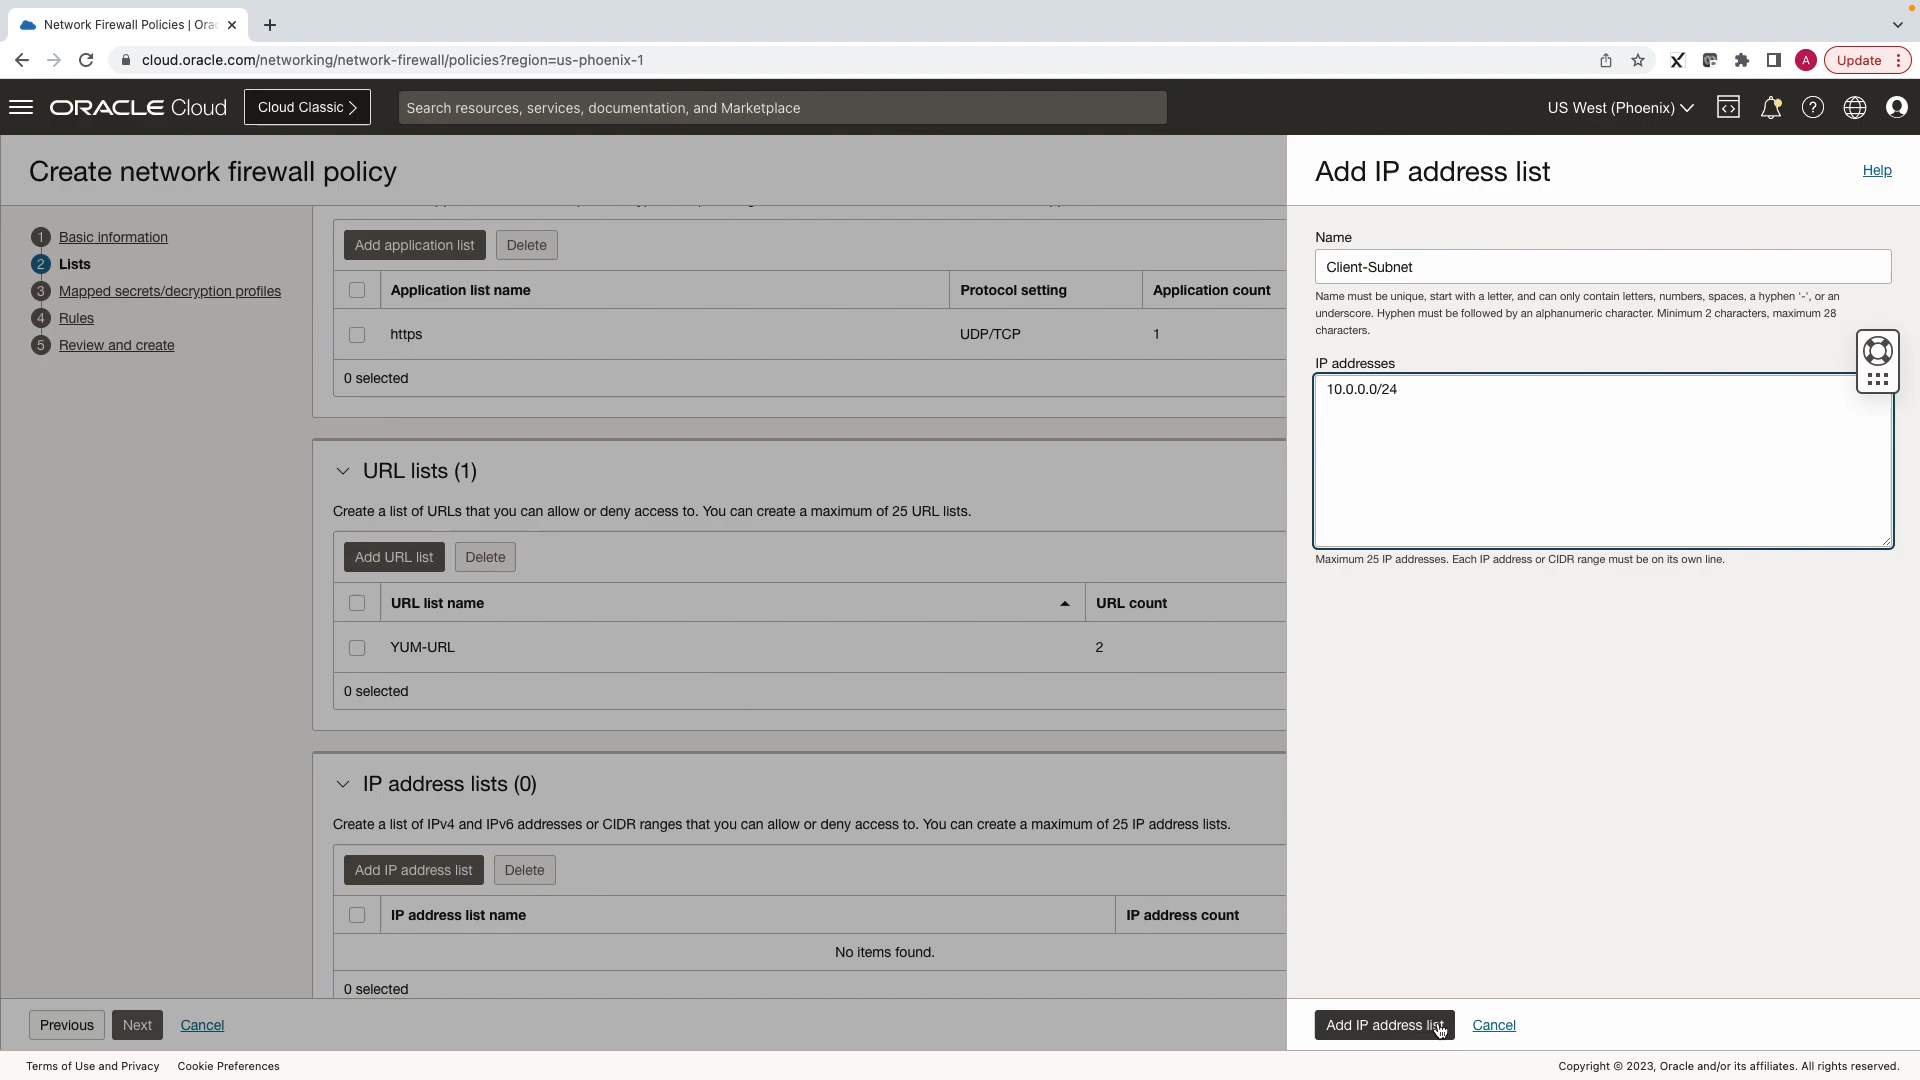 Network Firewall Policies | Ora
cloud.oracle.com/networking/network-firewall/policies?region=us-phoenix-1
A
Update
ORACLE Cloud
Cloud Classic
Search resources, services, documentation, and Marketplace
US West (Phoenix)
Create network firewall policy
1 Basic information
2 Lists
3 Mapped secrets/decryption profiles
4 Rules
5 Review and create
Add application list
Delete
Application list name
Protocol setting
Application count
https
UDP/TCP
1
0 selected
URL lists (1)
Create a list of URLs that you can allow or deny access to. You can create a maximum of 25 URL lists.
Add URL list
Delete
URL list name
URL count
YUM-URL
2
0 selected
IP address lists (0)
Create a list of IPv4 and IPv6 addresses or CIDR ranges that you can allow or deny access to. You can create a maximum of 25 IP address lists.
Add IP address list
Delete
IP address list name
IP address count
No items found.
0 selected
Previous
Next
Cancel
Add IP address list
Help
Name
Client-Subnet
Name must be unique, start with a letter, and can only contain letters, numbers, spaces, a hyphen '-', or an
underscore. Hyphen must be followed by an alphanumeric character. Minimum 2 characters, maximum 28
characters.
IP addresses
10.0.0.0/24
Maximum 25 IP addresses. Each IP address or CIDR range must be on its own line.
Add IP address list
Cancel
Terms of Use and Privacy
Cookie Preferences
Copyright © 2023, Oracle and/or its affiliates. All rights reserved.